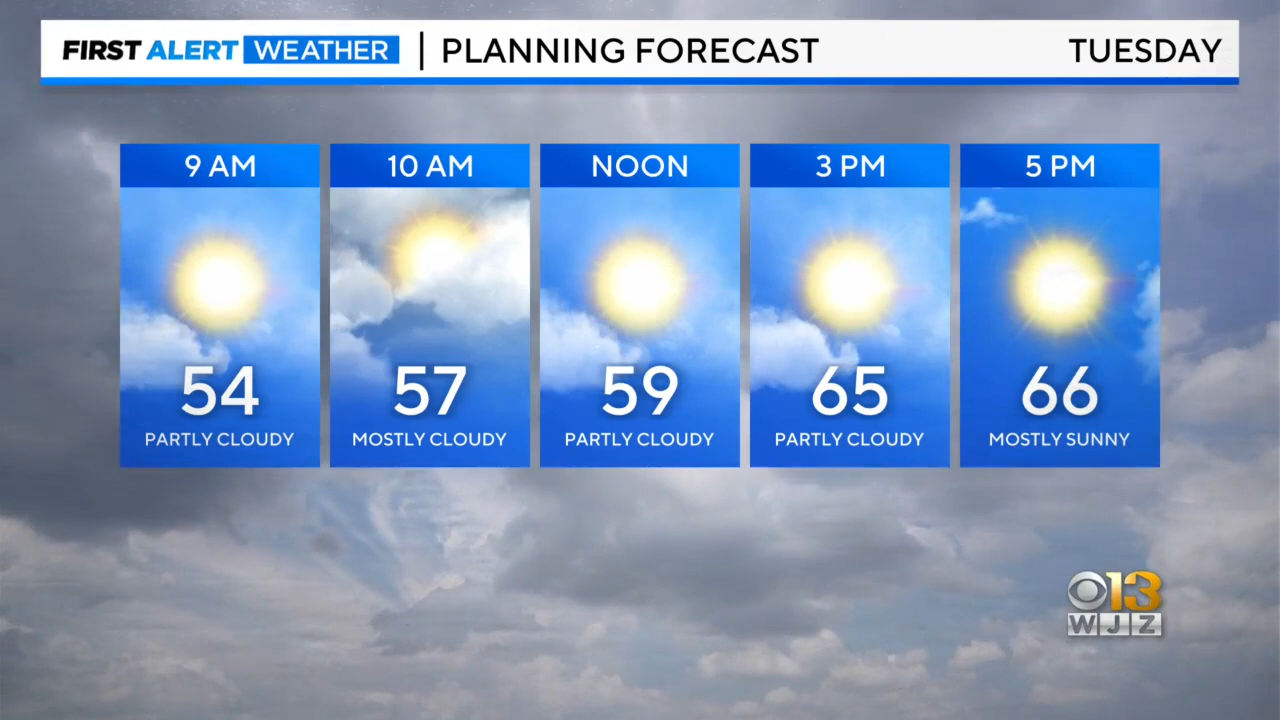 FIRST ALERT WEATHER | PLANNING FORECAST TUESDAY
9 AM
54
PARTLY CLOUDY
10 AM
57
MOSTLY CLOUDY
NOON
59
PARTLY CLOUDY
3 PM
65
PARTLY CLOUDY
5 PM
66
MOSTLY SUNNY
13
WJZ